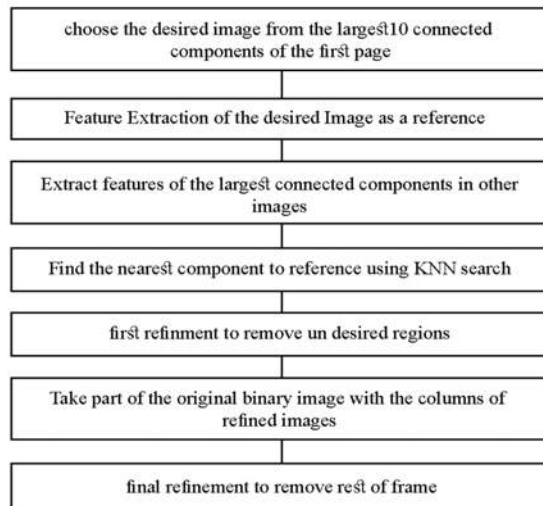 choose the desired image from the largest10 connected
components of the first page
Feature Extraction of the desired Image as a reference
Extract features of the largest connected components in other
images
Find the nearest component to reference using KNN search
first refinment to remove un desired regions
Take part of the original binary image with the columns of
refined images
final refinement to remove rest of frame